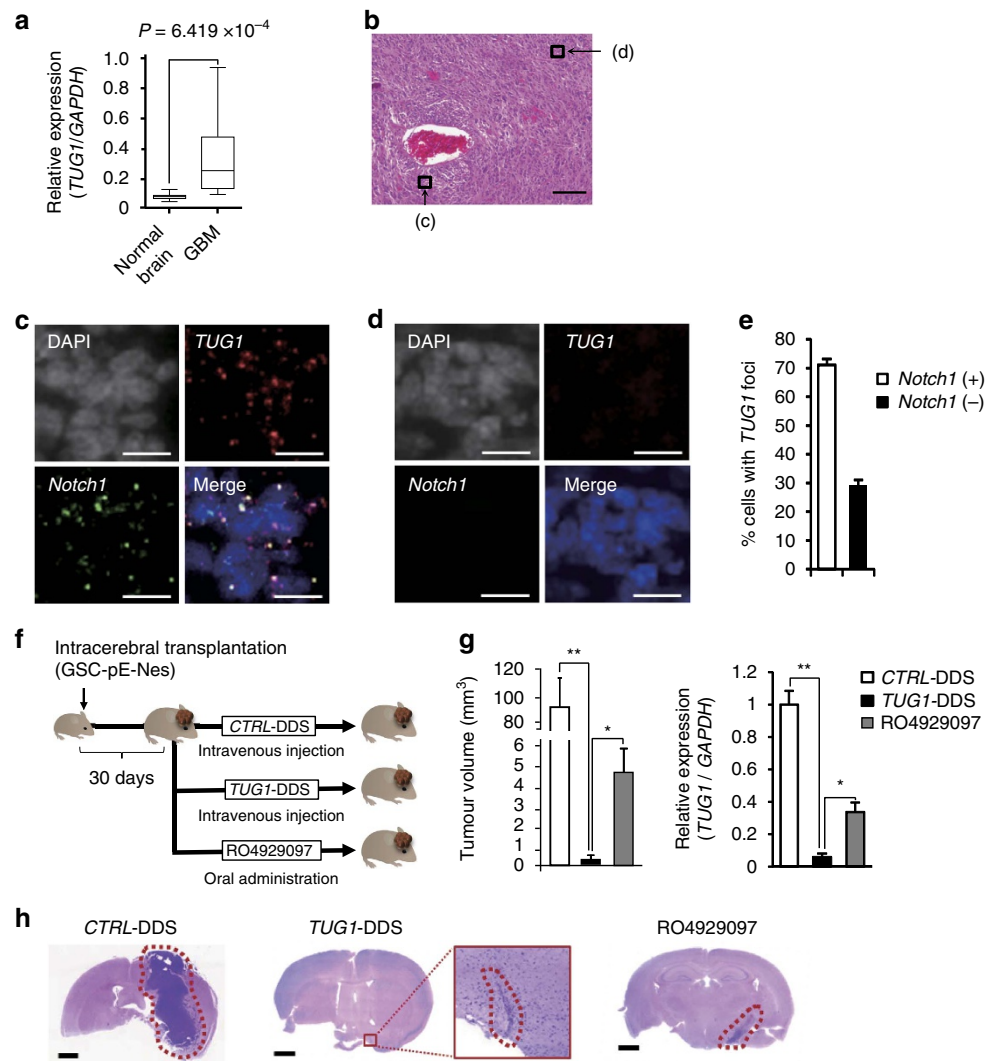 a
P = 6.419 ×10⁻⁴
Relative expression
(TUG1/GAPDH)
1.0
0.8
0.6
0.4
0.2
0
Normal
brain
GBM
b
(d)
(c)
c
DAPI
TUG1
Notch1
Merge
d
DAPI
TUG1
Notch1
Merge
e
% cells with TUG1 foci
80
70
60
50
40
30
20
10
0
Notch1 (+)
Notch1 (−)
f
Intracerebral transplantation
(GSC-pE-Nes)
30 days
CTRL-DDS
Intravenous injection
TUG1-DDS
Intravenous injection
RO4929097
Oral administration
g
Tumour volume (mm³)
120
100
80
6
5
4
3
2
1
0
**
*
Relative expression
(TUG1 / GAPDH)
1.2
1
0.8
0.6
0.4
0.2
0
**
*
CTRL-DDS
TUG1-DDS
RO4929097
h
CTRL-DDS
TUG1-DDS
RO4929097